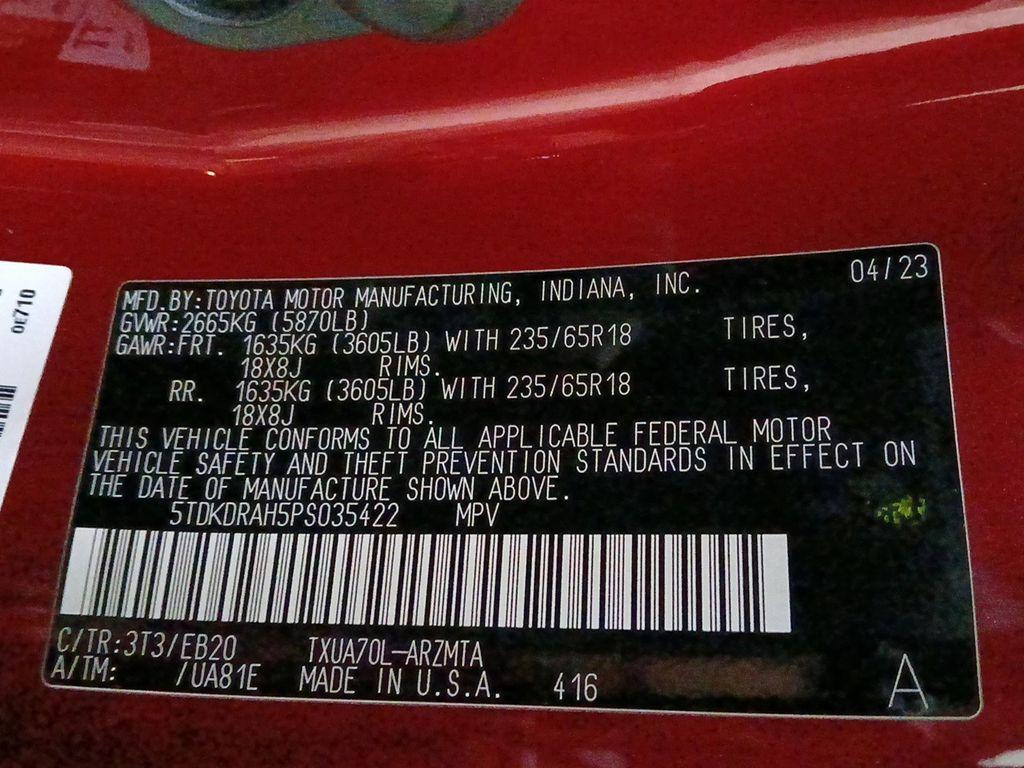 04/23
MFD.BY:TOYOTA MOTOR MANUFACTURING, INDIANA, INC.
GVWR:2665KG (5870LB)
GAWR:FRT. 1635KG (3605LB) WITH 235/65R18 TIRES,
18X8J RIMS.
RR. 1635KG (3605LB) WITH 235/65R18 TIRES,
18X8J RIMS.
THIS VEHICLE CONFORMS TO ALL APPLICABLE FEDERAL MOTOR
VEHICLE SAFETY AND THEFT PREVENTION STANDARDS IN EFFECT ON
THE DATE OF MANUFACTURE SHOWN ABOVE.
5TDKDRAH5PS035422 MPV
C/TR:3T3/EB20 TXUA70L-ARZMTA
A/TM: /UA81E MADE IN U.S.A. 416
A
0E710